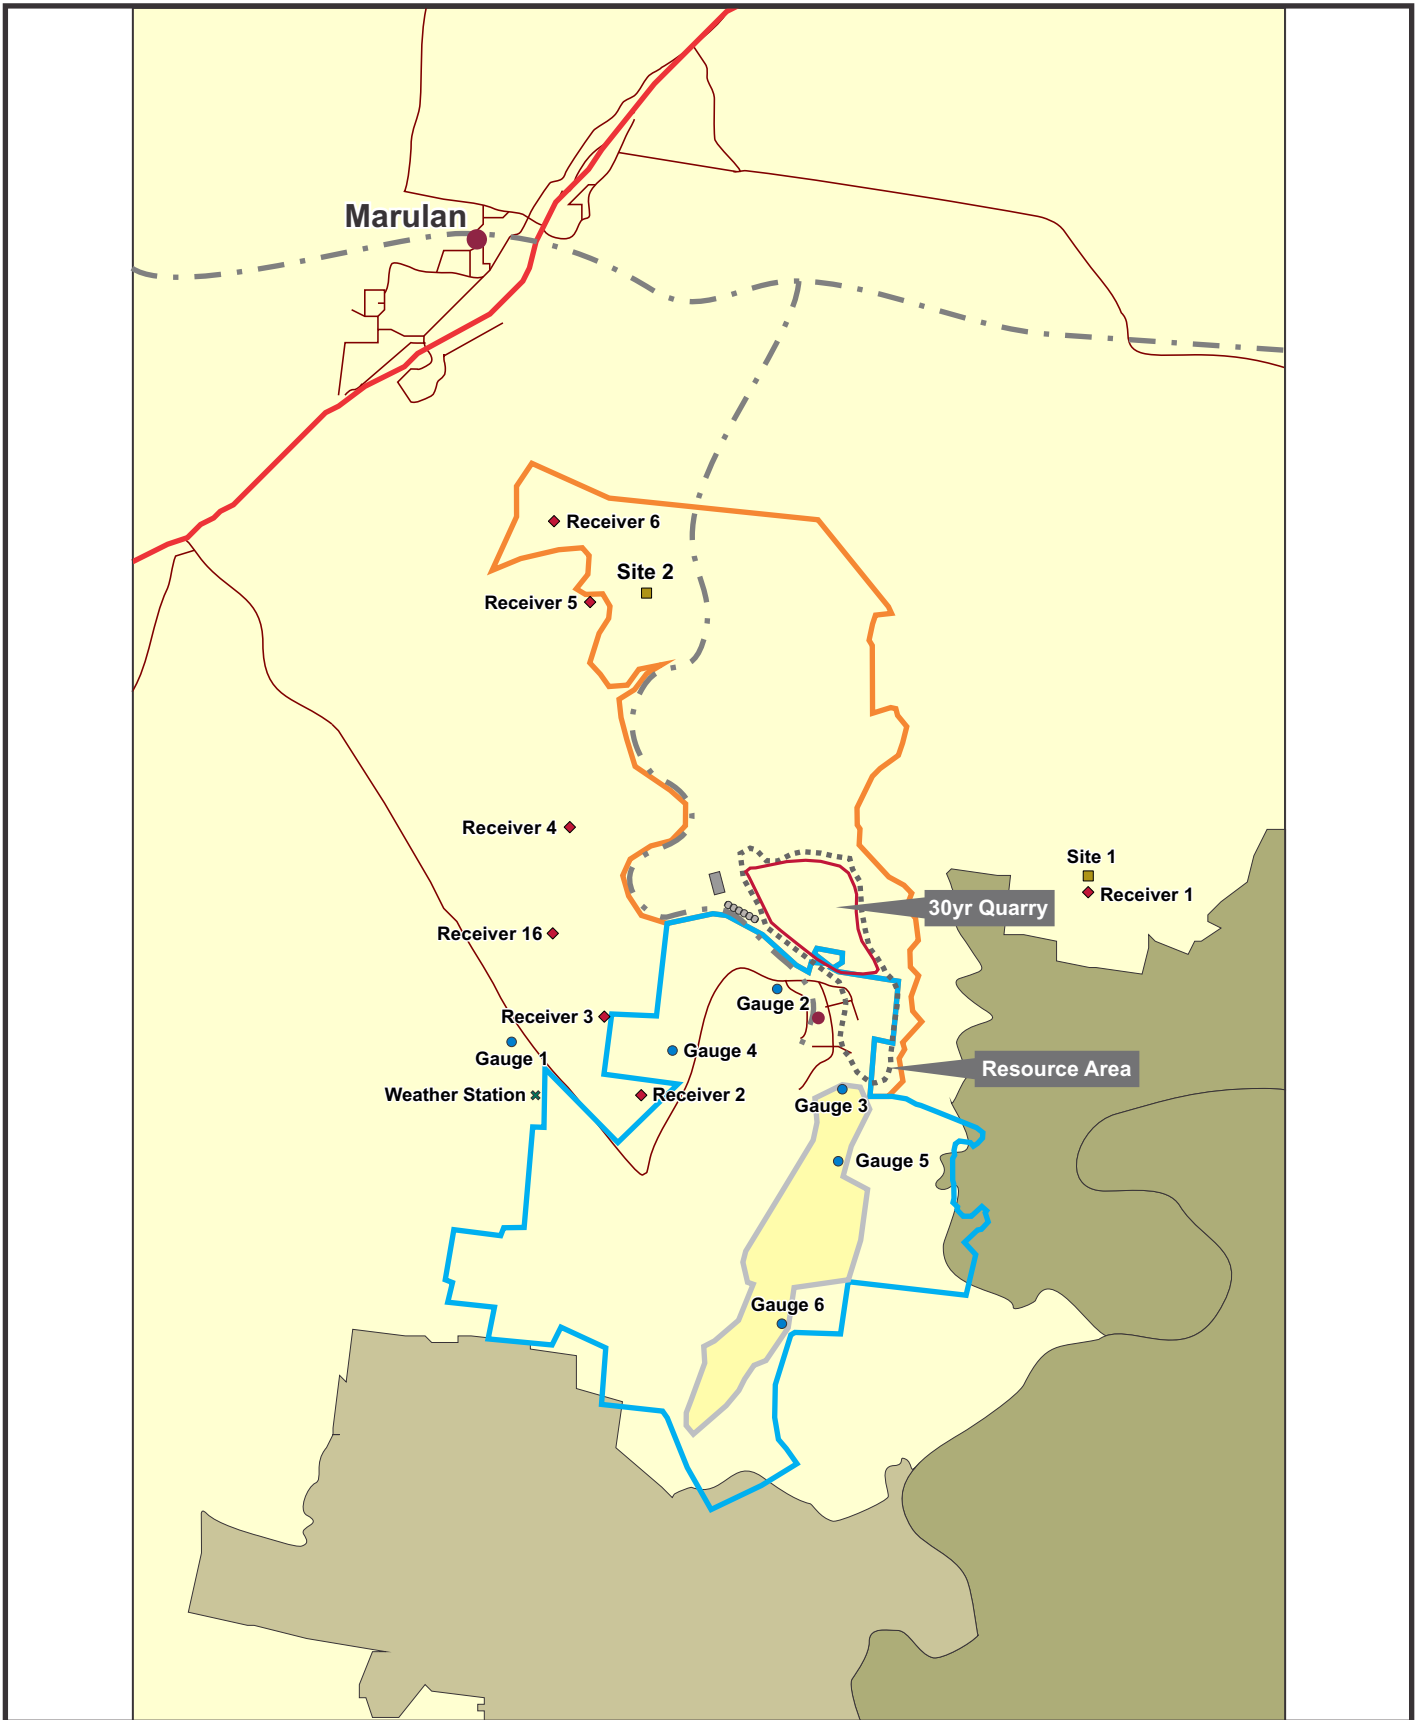 Marulan
Receiver 6
Site 2
Receiver 5
Receiver 4
Site 1
Receiver 1
30yr Quarry
Receiver 16
Gauge 2
Receiver 3
Gauge 1
Gauge 4
Resource Area
Weather Station
Receiver 2
Gauge 3
Gauge 5
Gauge 6